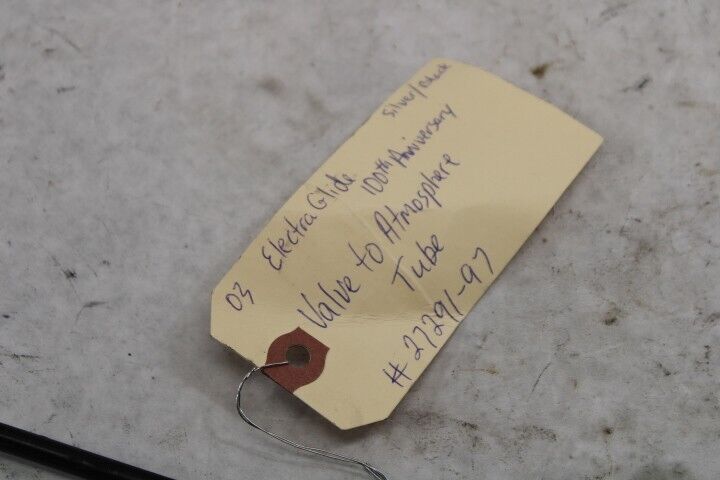 03 Electra Glide 100th Anniversary Silver/Black
Valve to Atmosphere
Tube
# 27291-97